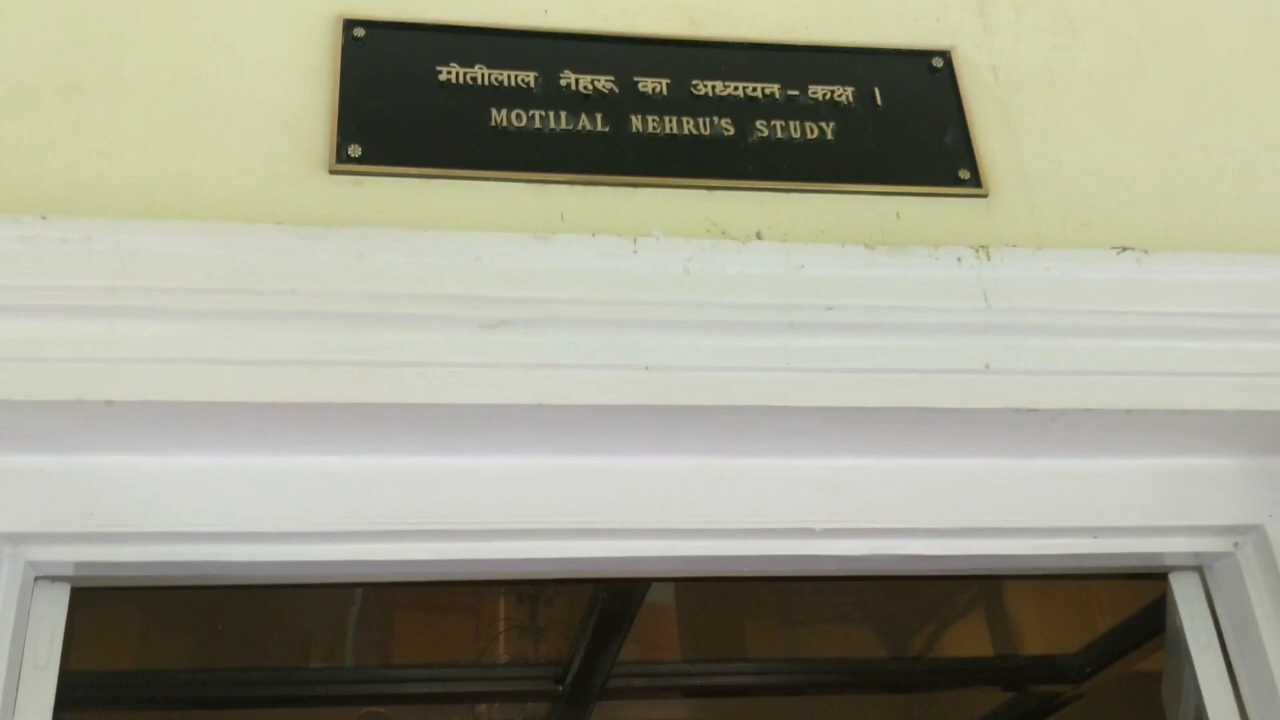 मोतीलाल नेहरू का अध्ययन - कक्ष ।
MOTILAL NEHRU'S STUDY